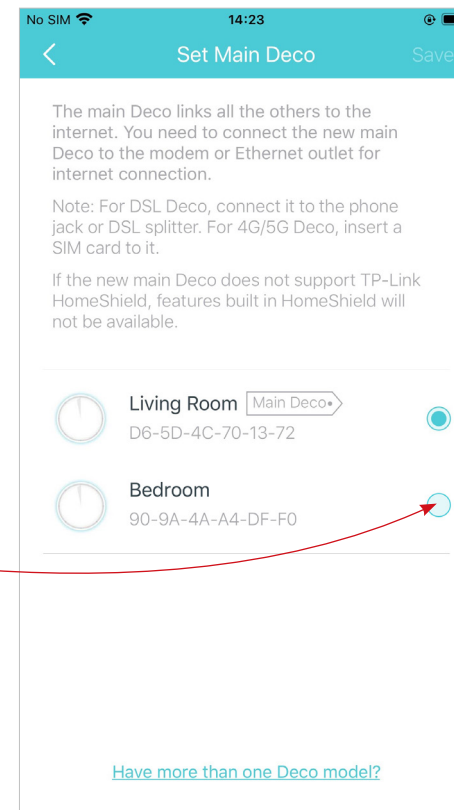 No SIM 14:23
Set Main Deco Save
The main Deco links all the others to the
internet. You need to connect the new main
Deco to the modem or Ethernet outlet for
internet connection.
Note: For DSL Deco, connect it to the phone
jack or DSL splitter. For 4G/5G Deco, insert a
SIM card to it.
If the new main Deco does not support TP-Link
HomeShield, features built in HomeShield will
not be available.
Living Room Main Deco
D6-5D-4C-70-13-72
Bedroom
90-9A-4A-A4-DF-F0
Have more than one Deco model?